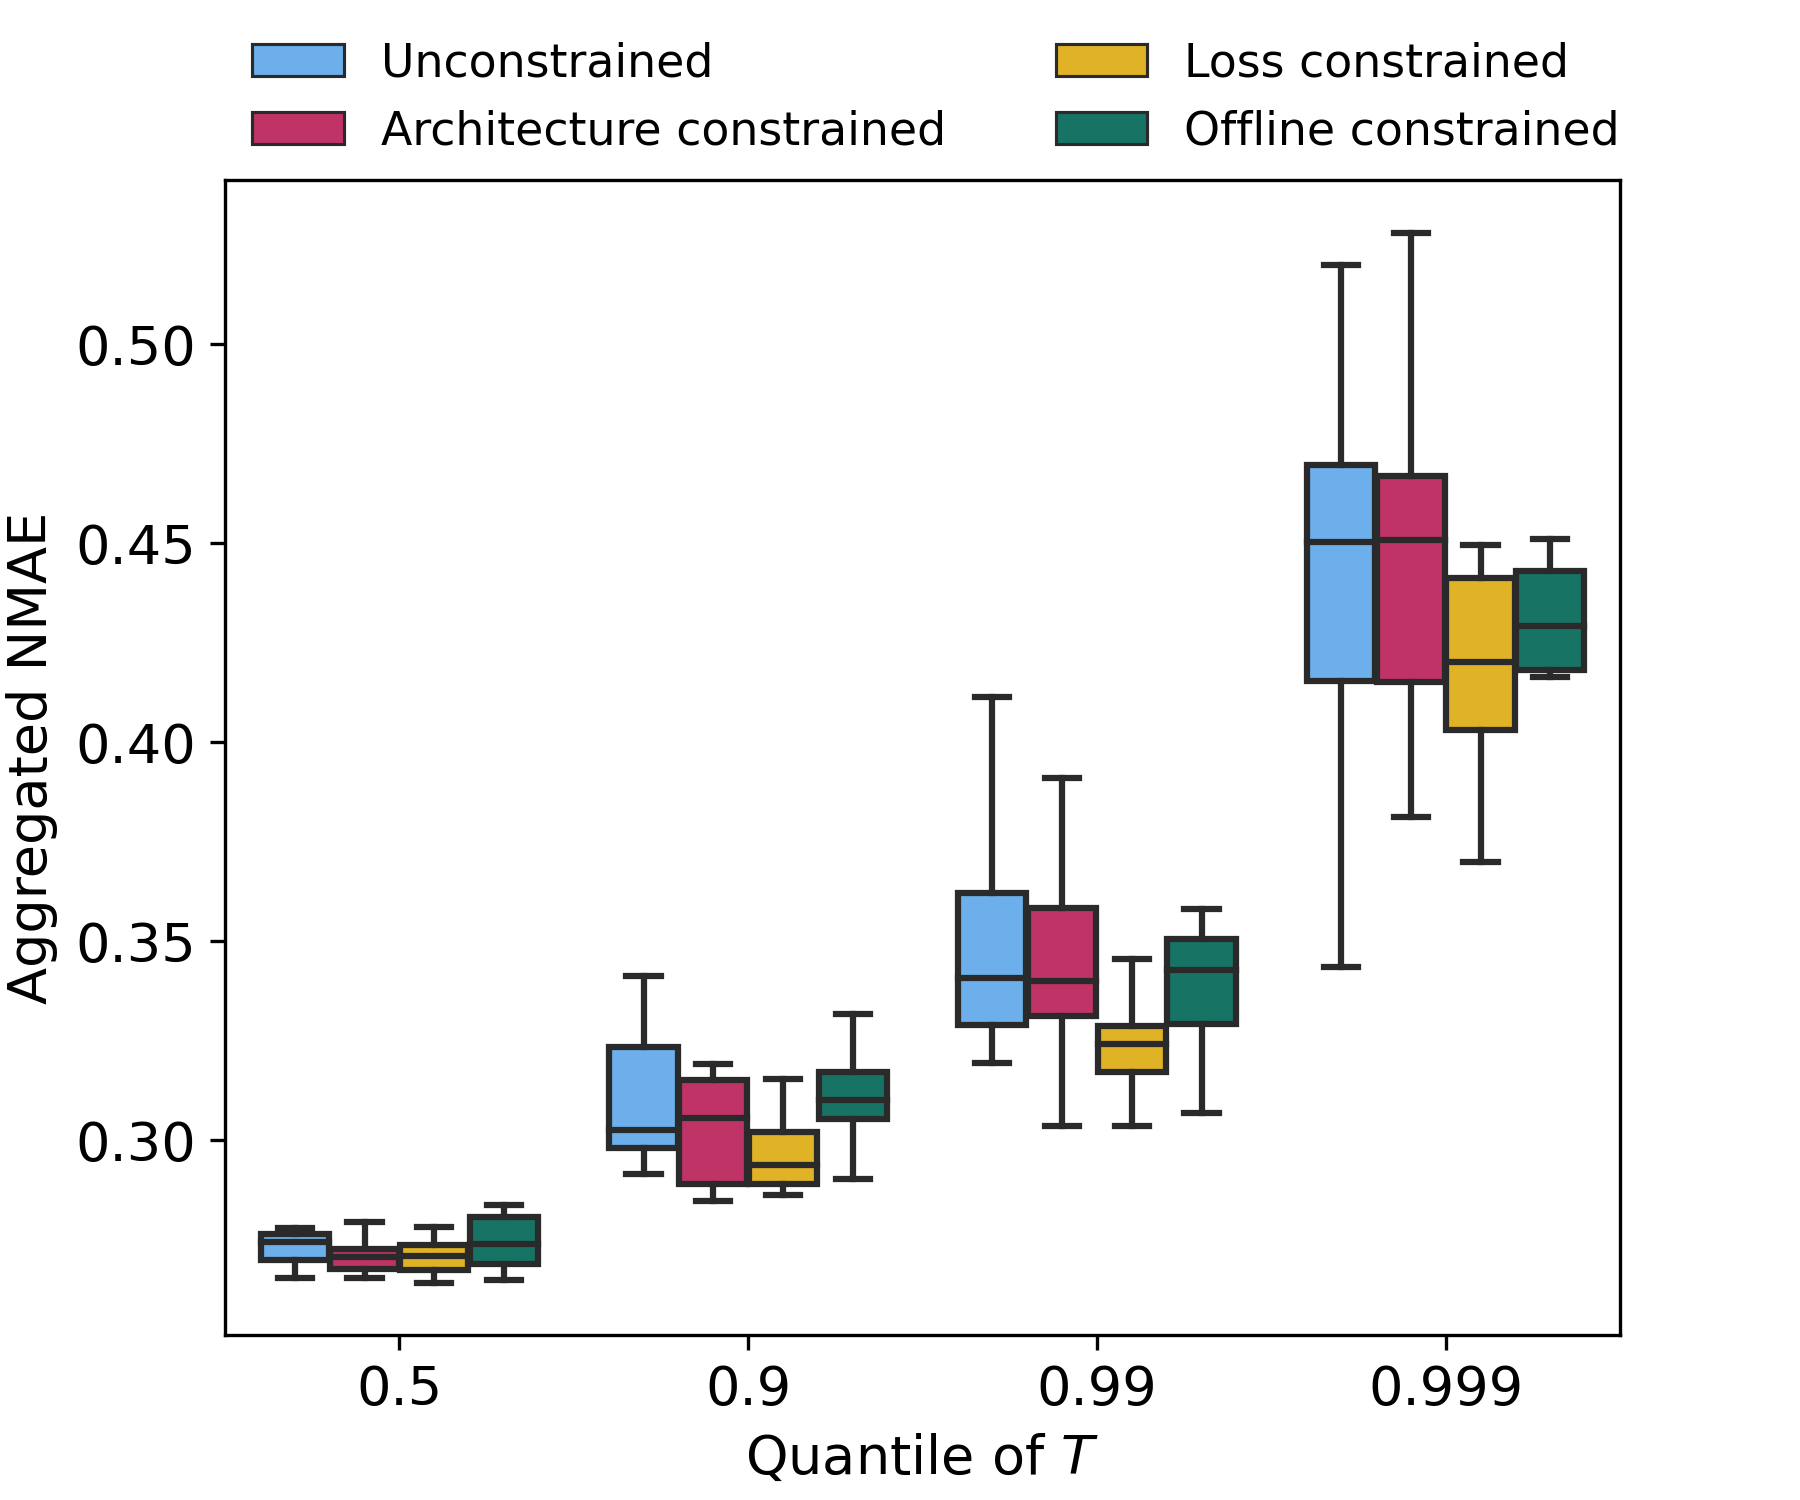 Unconstrained
Architecture constrained
Loss constrained
Offline constrained
Aggregated NMAE
0.50
0.45
0.40
0.35
0.30
0.5
0.9
0.99
0.999
Quantile of T